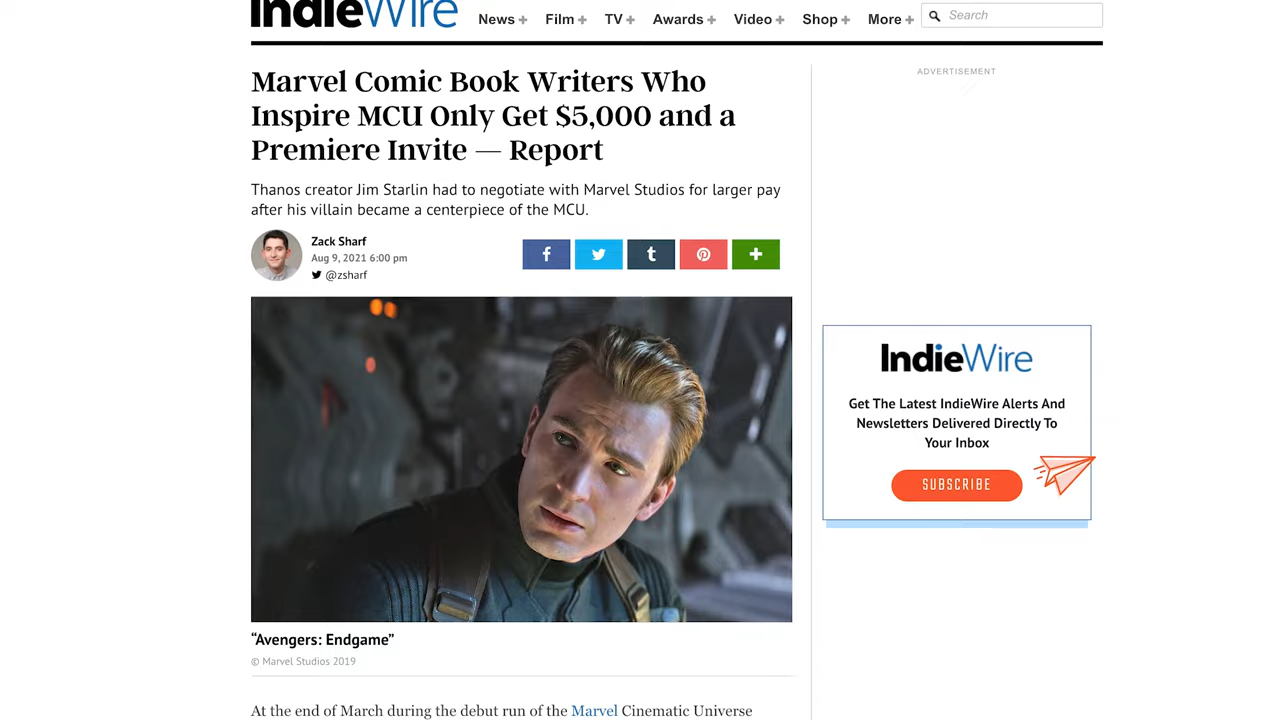 IndieWire
News + Film + TV + Awards + Video + Shop + More + Search
ADVERTISEMENT
Marvel Comic Book Writers Who
Inspire MCU Only Get $5,000 and a
Premiere Invite — Report
Thanos creator Jim Starlin had to negotiate with Marvel Studios for larger pay
after his villain became a centerpiece of the MCU.
Zack Sharf
Aug 9, 2021 6:00 pm
@zsharf
f t +
"Avengers: Endgame"
© Marvel Studios 2019
At the end of March during the debut run of the Marvel Cinematic Universe
IndieWire
Get The Latest IndieWire Alerts And
Newsletters Delivered Directly To
Your Inbox
SUBSCRIBE